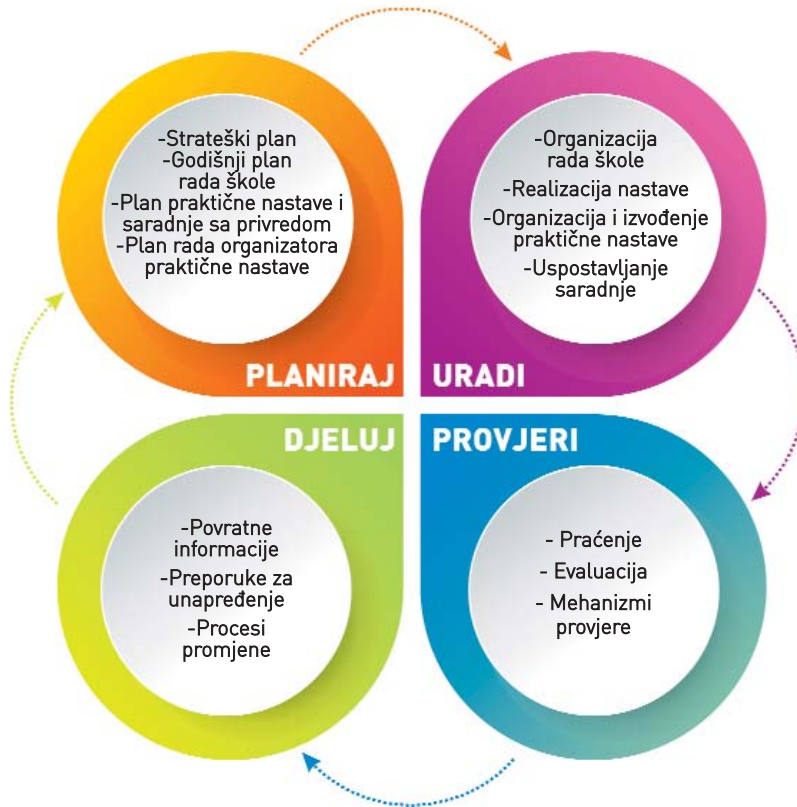 -Strateški plan
-Godišnji plan
rada škole
-Plan praktične nastave i
saradnje sa privredom
-Plan rada organizatora
praktične nastave
PLANIRAJ
-Organizacija
rada škole
-Realizacija nastave
-Organizacija i izvođenje
praktične nastave
-Uspostavljanje
saradnje
URADI
DJELUJ
-Povratne
informacije
-Preporuke za
unapređenje
-Procesi
promjene
PROVJERI
- Praćenje
- Evaluacija
- Mehanizmi
provjere